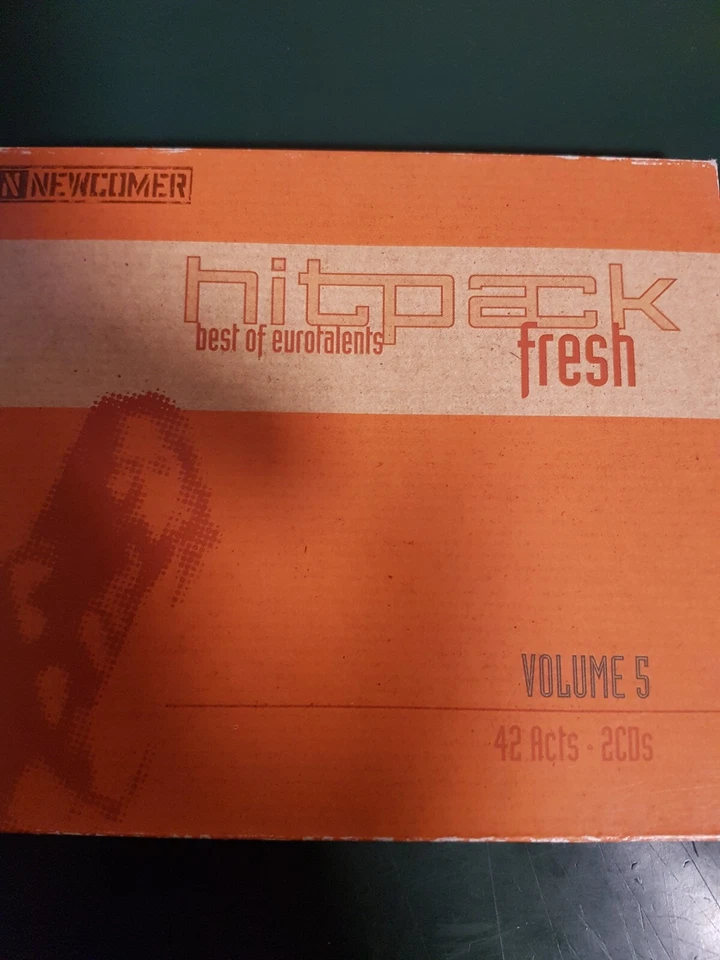 N NEWCOMER
hitpack
best of eurotalents
fresh
VOLUME 5
42 Acts · 2CDs